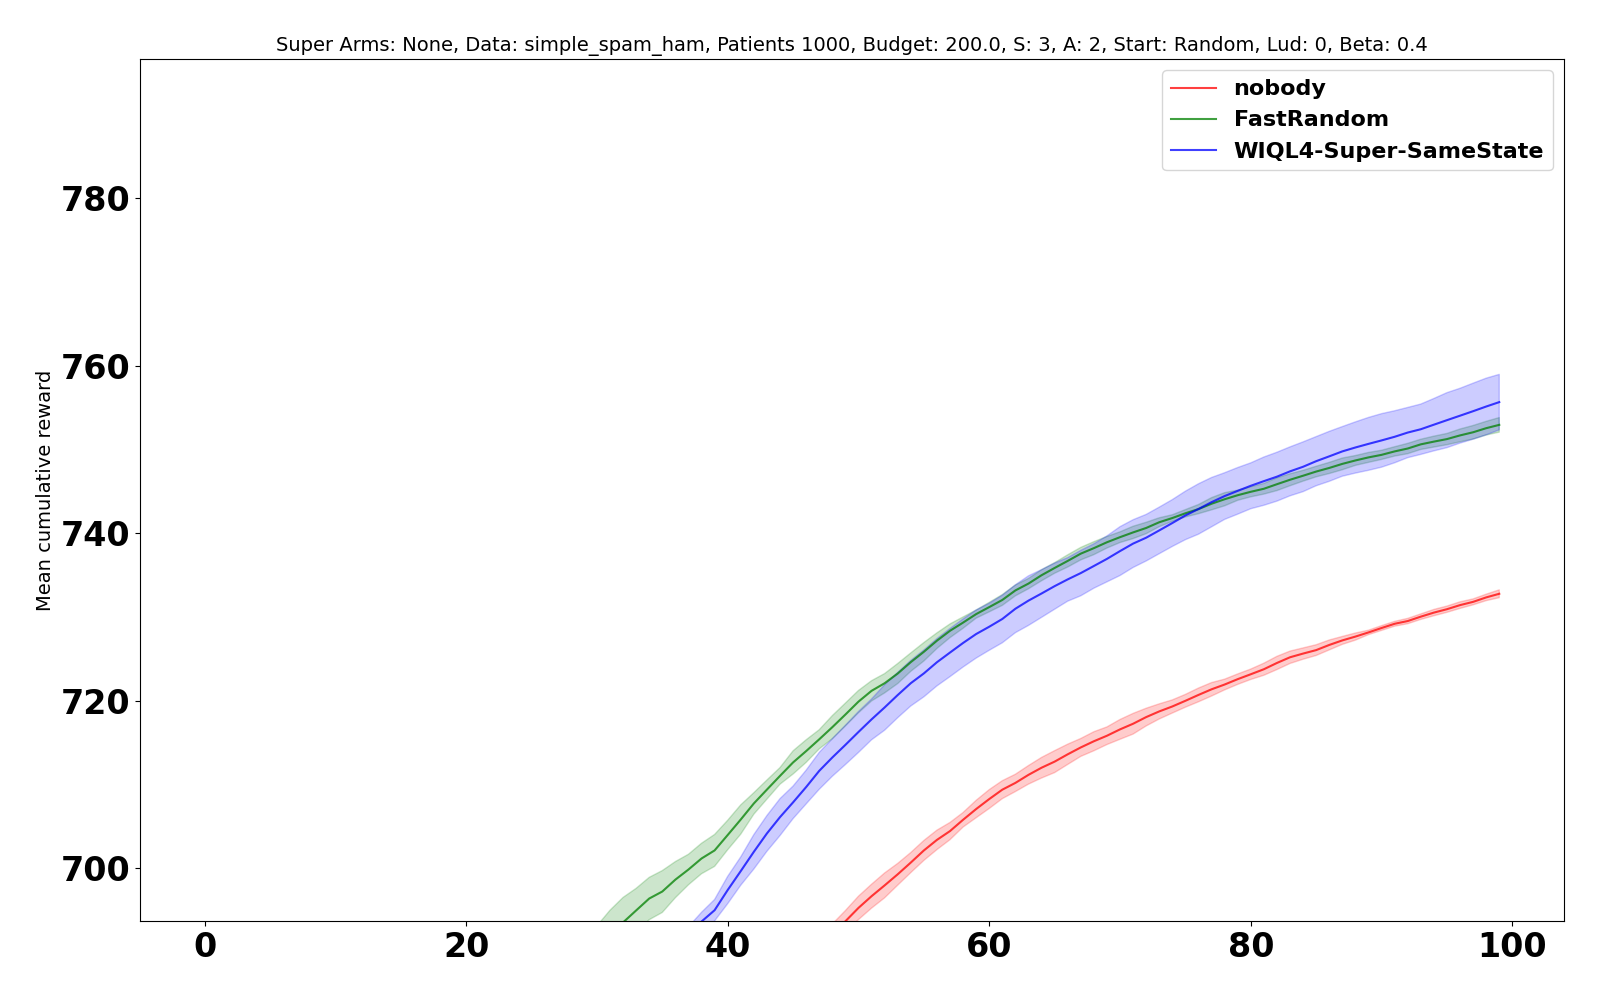 Super Arms: None, Data: simple_spam_ham, Patients 1000, Budget: 200.0, S: 3, A: 2, Start: Random, Lud: 0, Beta: 0.4
nobody
FastRandom
WIQL4-Super-SameState
Mean cumulative reward
780
760
740
720
700
0 20 40 60 80 100